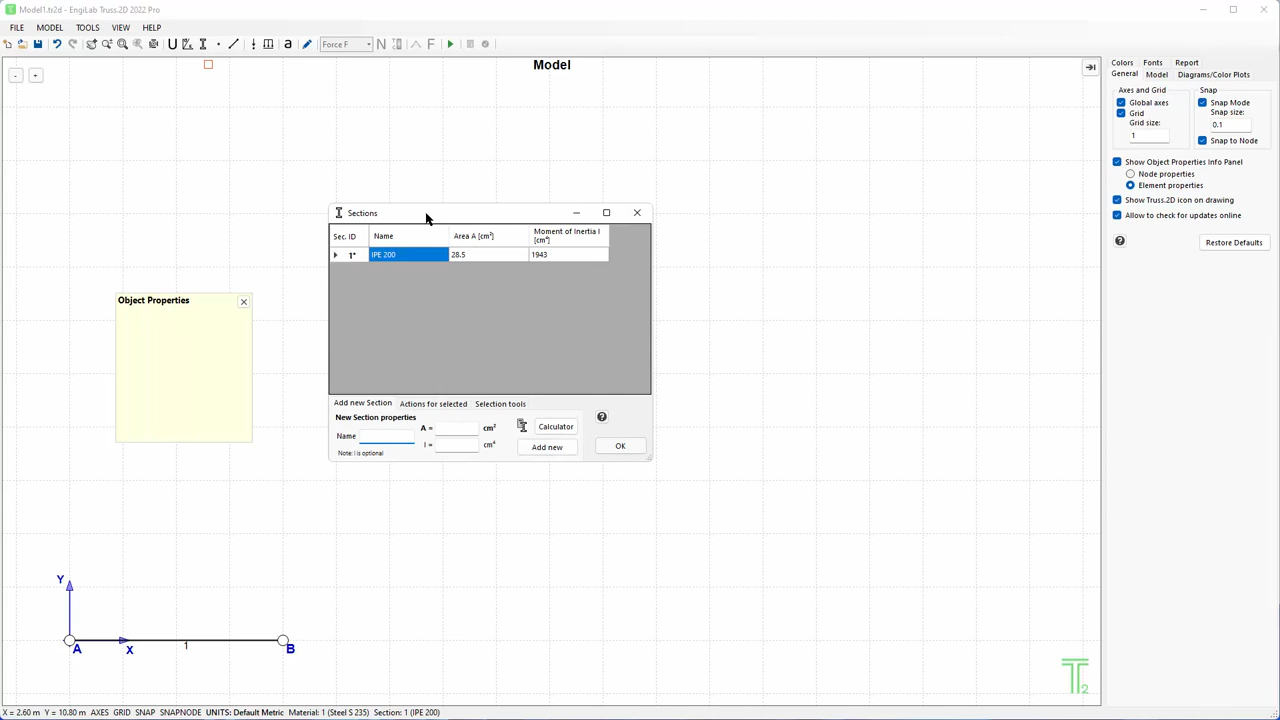 Model1.tr2d - EngiLab Truss.2D 2022 Pro
FILE MODEL TOOLS VIEW HELP
U a Force F N F
Model
- +
Colors Fonts Report
General Model Diagrams/Color Plots
Axes and Grid
Global axes
Grid
Grid size:
1
Snap
Snap Mode
Snap size:
0.1
Snap to Node
Show Object Properties Info Panel
Node properties
Element properties
Show Truss.2D icon on drawing
Allow to check for updates online
Restore Defaults
Sections
Sec. ID Name Area A [cm²] Moment of Inertia I [cm⁴]
1* IPE 200 28.5 1943
Object Properties
Add new Section Actions for selected Selection tools
New Section properties
Name A = cm² Calculator
I = cm⁴ Add new OK
Note: I is optional
Y
A X 1 B
T2
X = 2.60 m Y = 10.80 m AXES GRID SNAP SNAPNODE UNITS: Default Metric Material: 1 (Steel S 235) Section: 1 (IPE 200)